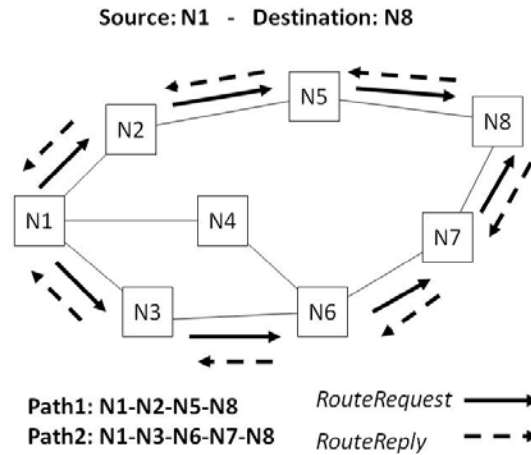 Source: N1 - Destination: N8
N5
N2
N8
N1
N4
N7
N3
N6
Path1: N1-N2-N5-N8
Path2: N1-N3-N6-N7-N8
RouteRequest
RouteReply